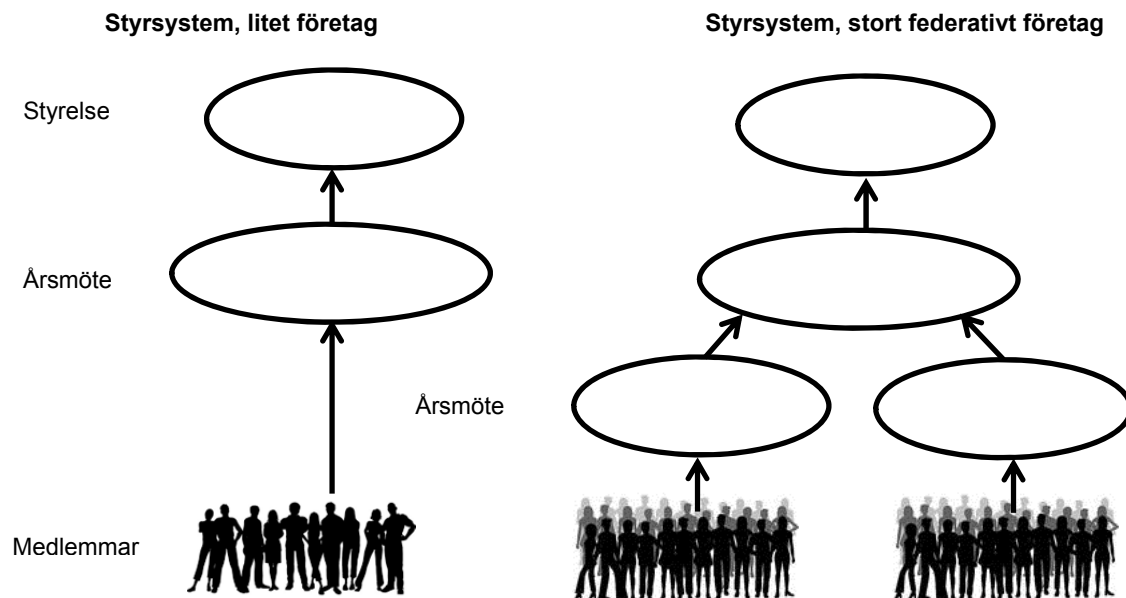 Styrsystem, litet företag
Styrsystem, stort federativt företag
Styrelse
Årsmöte
Årsmöte
Medlemmar